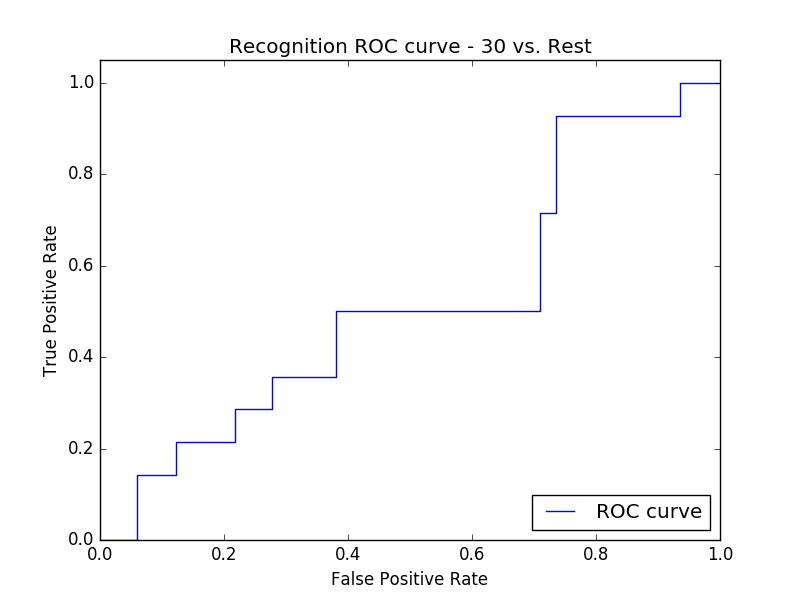 Recognition ROC curve - 30 vs. Rest
1.0
0.8
0.6
0.4
0.2
0.0
True Positive Rate
0.0 0.2 0.4 0.6 0.8 1.0
False Positive Rate
ROC curve